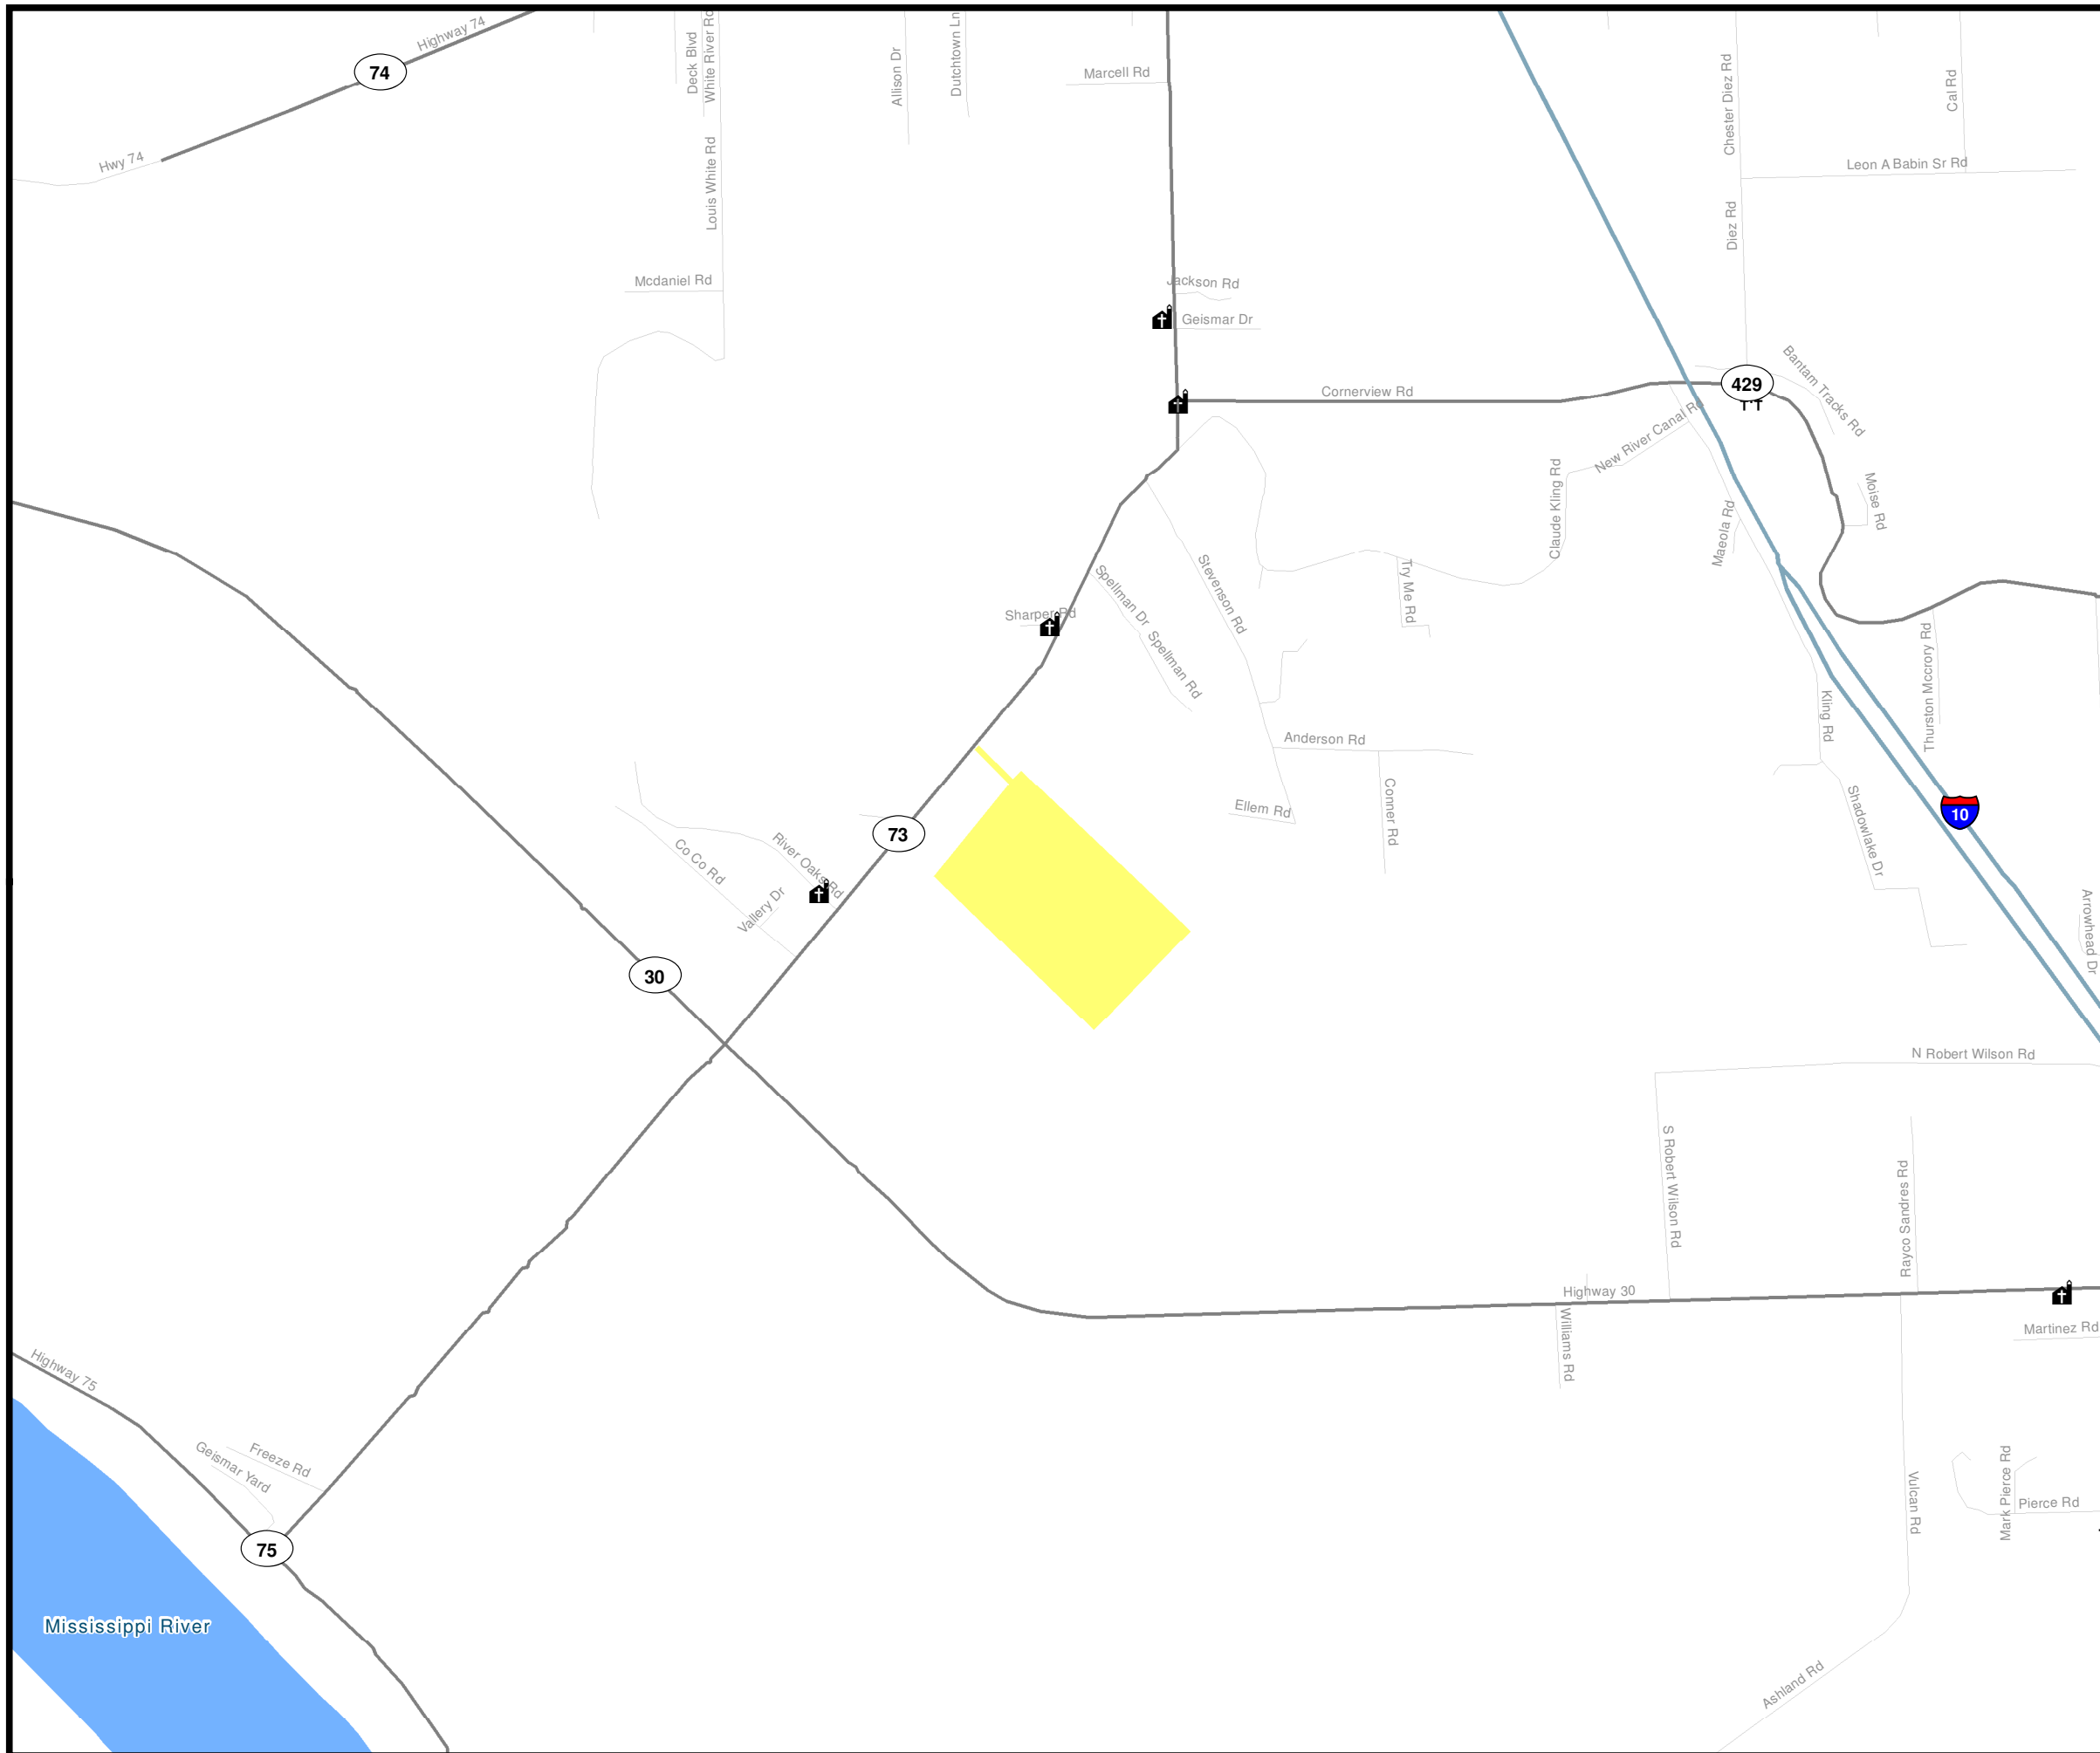 Highway 74
74
Hwy 74
Deck Blvd
White River Rd
Louis White Rd
Allison Dr
Dutchtown Ln
Marcell Rd
Chester Diez Rd
Cal Rd
Leon A Babin Sr Rd
Diez Rd
Mcdaniel Rd
Jackson Rd
Geismar Dr
Cornerview Rd
429
Bantam Tracks Rd
New River Canal Rd
Claude Kling Rd
Maeola Rd
Moise Rd
Sharper Rd
Spellman Dr
Spellman Rd
Stevenson Rd
Try Me Rd
Kling Rd
Thurston Mccrory Rd
Anderson Rd
Conner Rd
Ellem Rd
Shadowlake Dr
10
73
River Oaks Rd
Co Co Rd
Vallery Dr
Arrowhead Dr
30
N Robert Wilson Rd
S Robert Wilson Rd
Rayco Sandres Rd
Highway 30
Williams Rd
Martinez Rd
Highway 75
Freeze Rd
Geismar Yard
75
Mark Pierce Rd
Pierce Rd
Vulcan Rd
Mississippi River
Ashland Rd